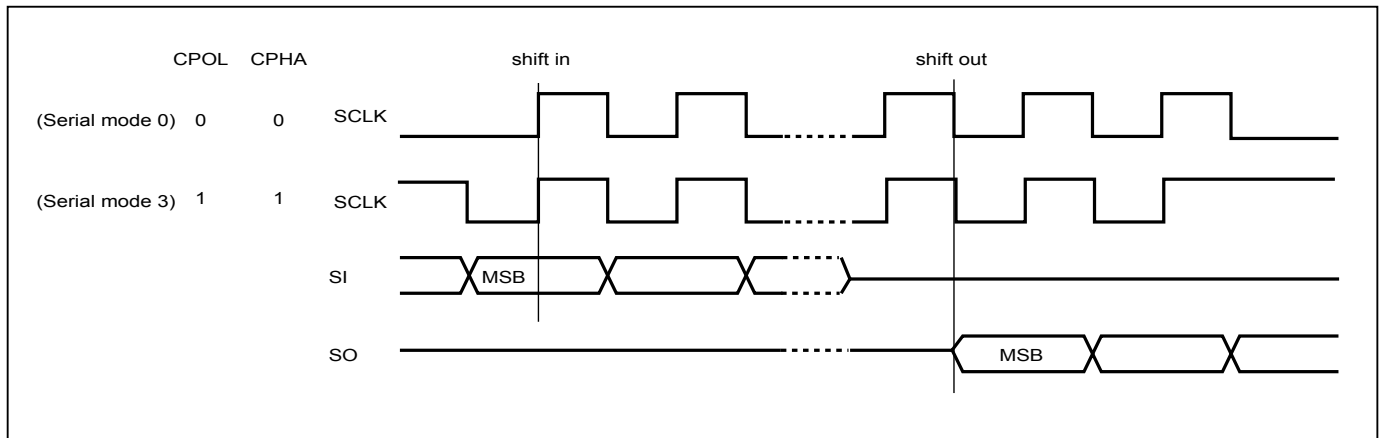 CPOL CPHA shift in shift out
(Serial mode 0) 0 0 SCLK
(Serial mode 3) 1 1 SCLK
SI MSB
SO MSB